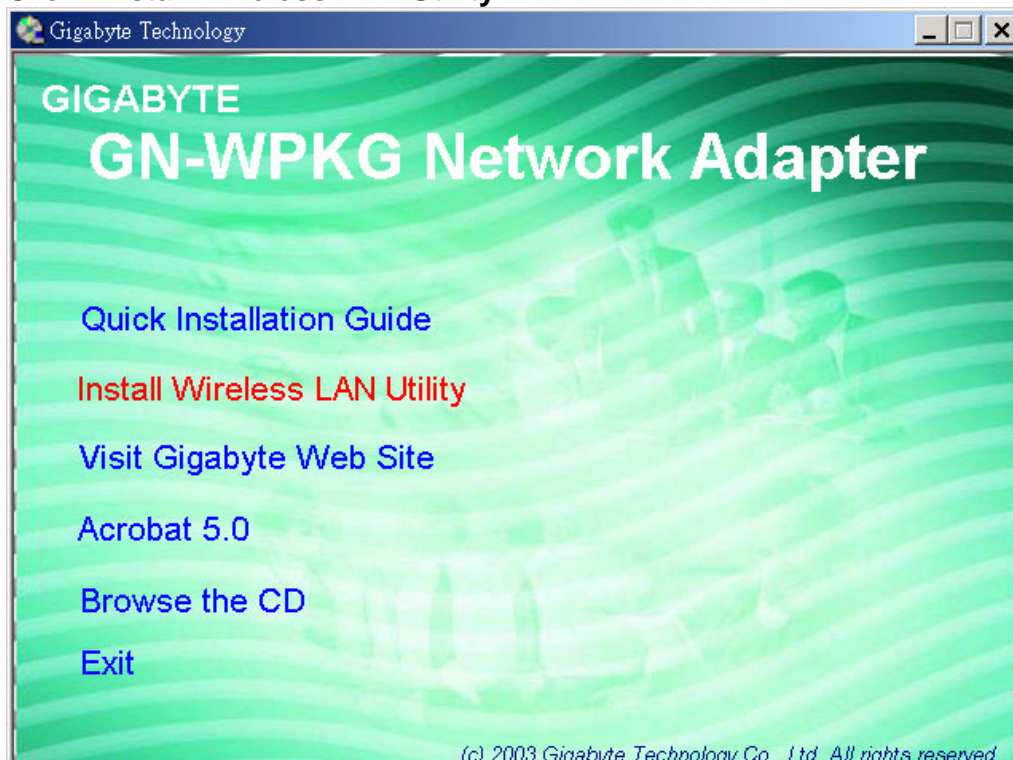 Gigabyte Technology
GIGABYTE
GN-WPKG Network Adapter
Quick Installation Guide
Install Wireless LAN Utility
Visit Gigabyte Web Site
Acrobat 5.0
Browse the CD
Exit
(c) 2003 Gigabyte Technology Co., Ltd. All rights reserved.